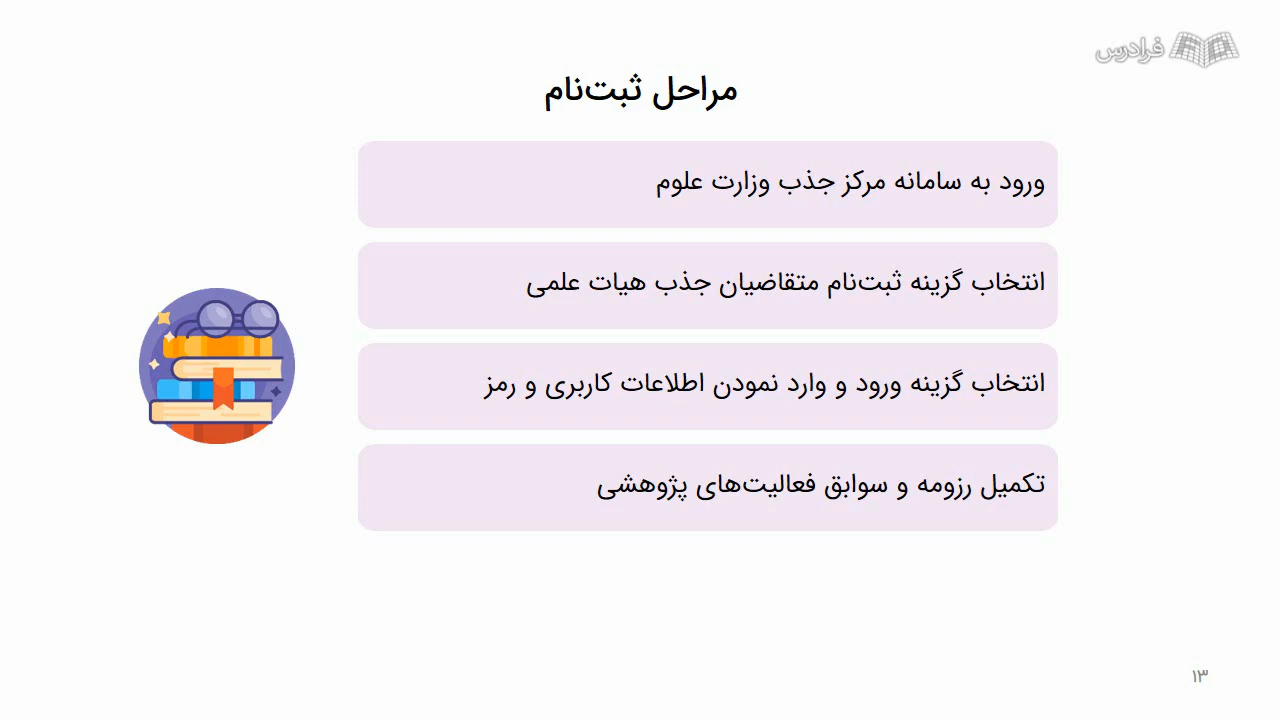 فرادرس
مراحل ثبت‌نام
ورود به سامانه مرکز جذب وزارت علوم
انتخاب گزینه ثبت‌نام متقاضیان جذب هیات علمی
انتخاب گزینه ورود و وارد نمودن اطلاعات کاربری و رمز
تکمیل رزومه و سوابق فعالیت‌های پژوهشی
۱۳